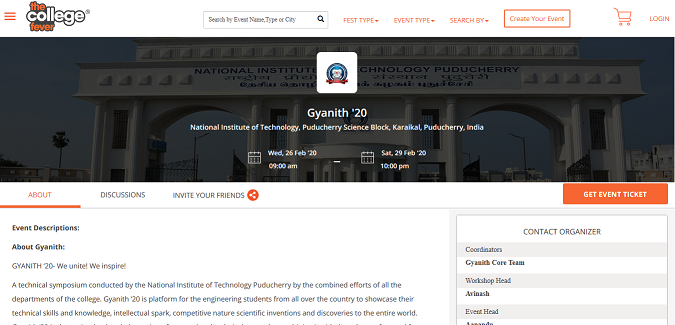 the
college®
fever
Search by Event Name,Type or City
FEST TYPE
EVENT TYPE
SEARCH BY
Create Your Event
LOGIN
NATIONAL INSTITUTE OF TECHNOLOGY PUDUCHERRY
राष्ट्रीय प्रौद्योगिकी संस्थान पुदुचेरी
Gyanith '20
National Institute of Technology, Puducherry Science Block, Karaikal, Puducherry, India
Wed, 26 Feb '20
09:00 am
–
Sat, 29 Feb '20
10:00 pm
ABOUT
DISCUSSIONS
INVITE YOUR FRIENDS
GET EVENT TICKET
Event Descriptions:
About Gyanith:
GYANITH '20- We unite! We inspire!
A technical symposium conducted by the National Institute of Technology Puducherry by the combined efforts of all the
departments of the college. Gyanith '20 is platform for the engineering students from all over the country to showcase their
technical skills and knowledge, intellectual spark, competitive nature scientific inventions and discoveries to the entire world.
CONTACT ORGANIZER
Coordinators
Gyanith Core Team
Workshop Head
Avinash
Event Head